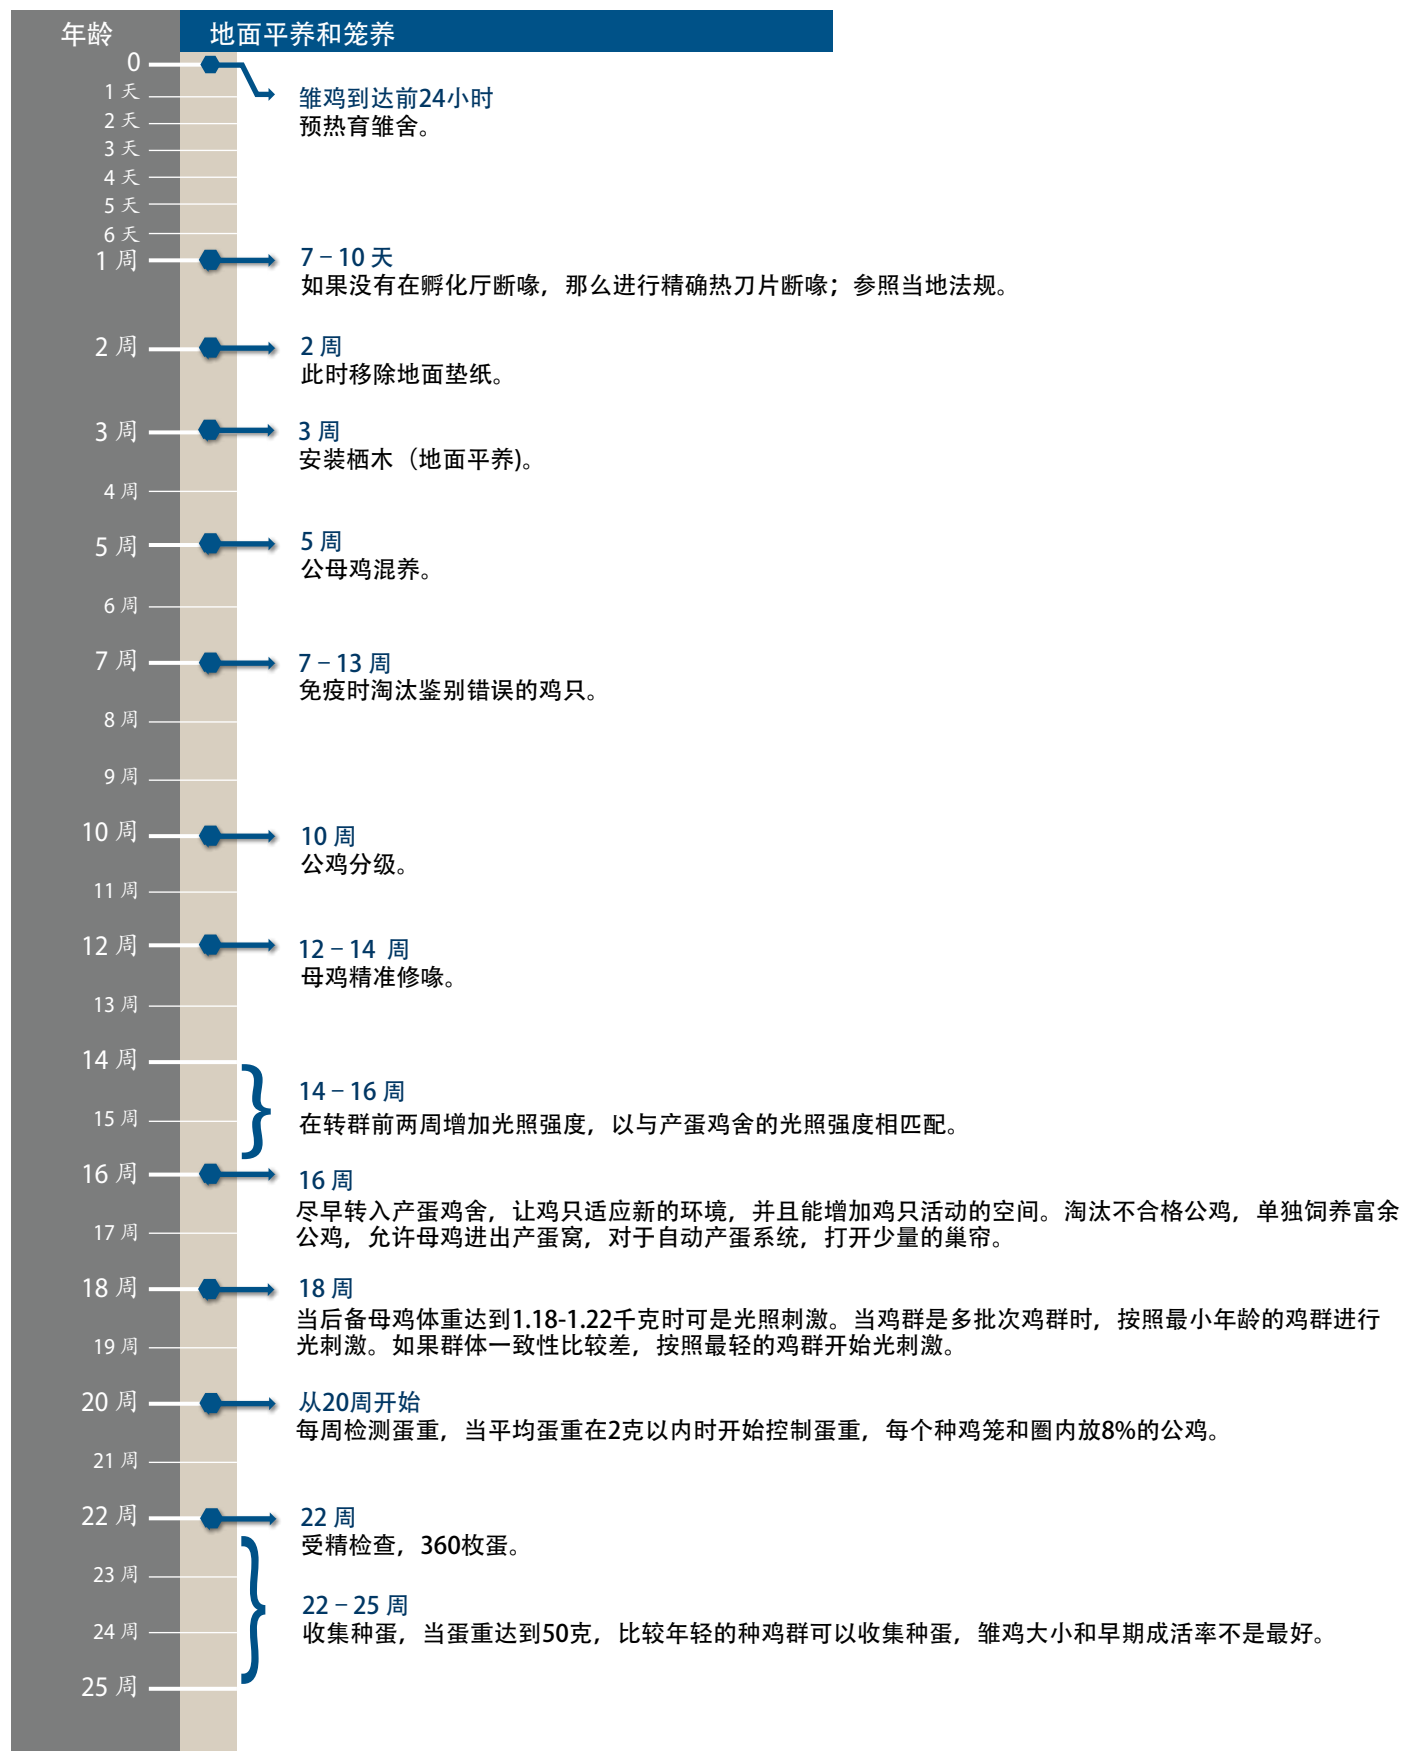 年龄
地面平养和笼养
0
1 天
雏鸡到达前24小时
2 天
预热育雏舍。
3 天
4 天
5 天
6 天
1 周
7 – 10 天
如果没有在孵化厅断喙，那么进行精确热刀片断喙；参照当地法规。
2 周
2 周
此时移除地面垫纸。
3 周
3 周
安装栖木（地面平养)。
4 周
5 周
5 周
公母鸡混养。
6 周
7 周
7 – 13 周
免疫时淘汰鉴别错误的鸡只。
8 周
9 周
10 周
10 周
公鸡分级。
11 周
12 周
12 – 14 周
母鸡精准修喙。
13 周
14 周
14 – 16 周
15 周
在转群前两周增加光照强度，以与产蛋鸡舍的光照强度相匹配。
16 周
16 周
尽早转入产蛋鸡舍，让鸡只适应新的环境，并且能增加鸡只活动的空间。淘汰不合格公鸡，单独饲养富余
17 周
公鸡，允许母鸡进出产蛋窝，对于自动产蛋系统，打开少量的巢帘。
18 周
18 周
当后备母鸡体重达到1.18-1.22千克时可是光照刺激。当鸡群是多批次鸡群时，按照最小年龄的鸡群进行
19 周
光刺激。如果群体一致性比较差，按照最轻的鸡群开始光刺激。
20 周
从20周开始
每周检测蛋重，当平均蛋重在2克以内时开始控制蛋重，每个种鸡笼和圈内放8%的公鸡。
21 周
22 周
22 周
受精检查，360枚蛋。
23 周
22 – 25 周
24 周
收集种蛋，当蛋重达到50克，比较年轻的种鸡群可以收集种蛋，雏鸡大小和早期成活率不是最好。
25 周